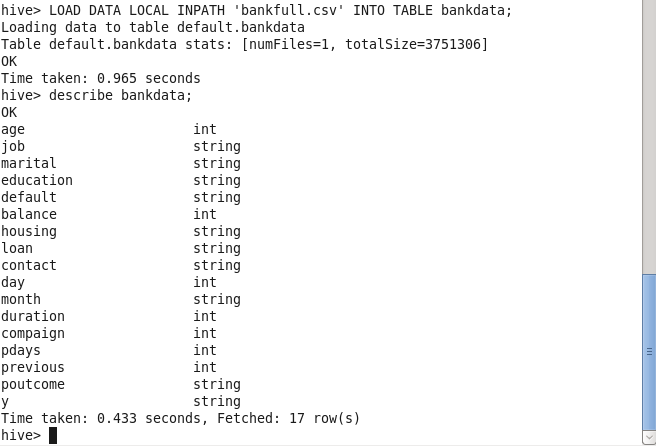 hive> LOAD DATA LOCAL INPATH 'bankfull.csv' INTO TABLE bankdata;
Loading data to table default.bankdata
Table default.bankdata stats: [numFiles=1, totalSize=3751306]
OK
Time taken: 0.965 seconds
hive> describe bankdata;
OK
age                     int
job                     string
marital                 string
education               string
default                 string
balance                 int
housing                 string
loan                    string
contact                 string
day                     int
month                   string
duration                int
compaign                int
pdays                   int
previous                int
poutcome                string
y                       string
Time taken: 0.433 seconds, Fetched: 17 row(s)
hive>